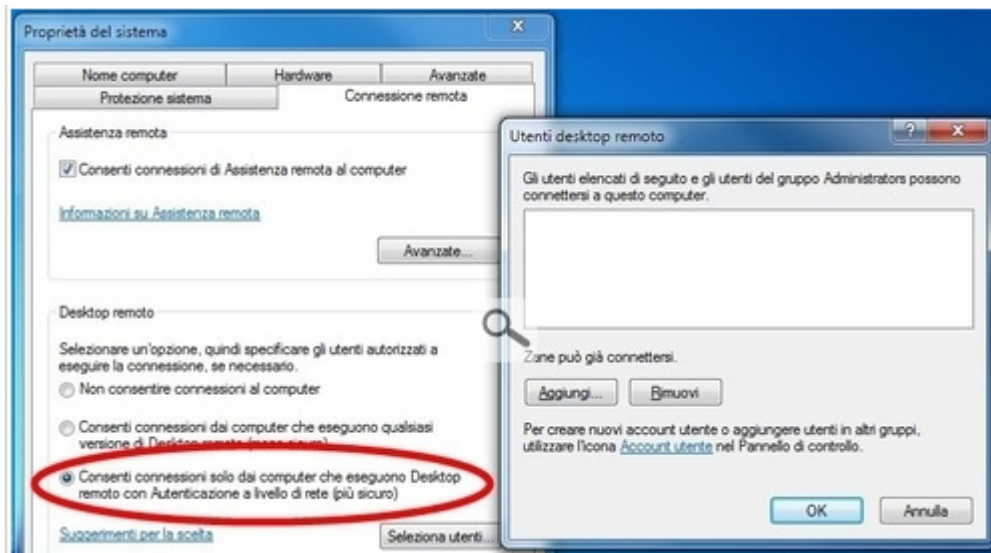 Proprietà del sistema
Nome computer
Hardware
Avanzate
Protezione sistema
Connessione remota
Assistenza remota
Consenti connessioni di Assistenza remota al computer
Informazioni su Assistenza remota
Avanzate...
Desktop remoto
Selezionare un'opzione, quindi specificare gli utenti autorizzati a
eseguire la connessione, se necessario.
Non consentire connessioni al computer
Consenti connessioni dai computer che eseguono qualsiasi
versione di Desktop remoto (meno sicuro)
Consenti connessioni solo dai computer che eseguono Desktop
remoto con Autenticazione a livello di rete (più sicuro)
Suggerimenti per la scelta
Seleziona utenti...
Utenti desktop remoto
Gli utenti elencati di seguito e gli utenti del gruppo Administrators possono
connettersi a questo computer.
può già connettersi.
Aggiungi...
Rimuovi
Per creare nuovi account utente o aggiungere utenti in altri gruppi,
utilizzare l'icona Account utente nel Pannello di controllo.
OK
Annulla